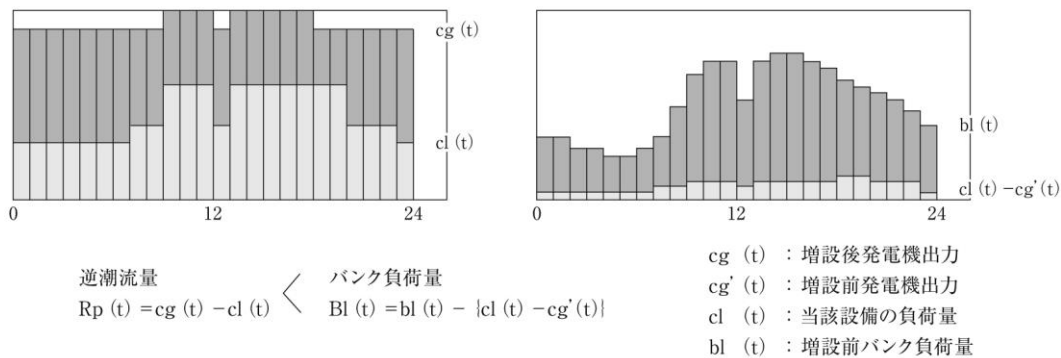 cg (t)
cl (t)
0
12
24
bl (t)
cl (t) −cg' (t)
0
12
24
逆潮流量 < バンク負荷量
Rp (t) =cg (t) −cl (t) Bl (t) =bl (t) − {cl (t) −cg' (t)}
cg (t) ：増設後発電機出力
cg' (t) ：増設前発電機出力
cl (t) ：当該設備の負荷量
bl (t) ：増設前バンク負荷量